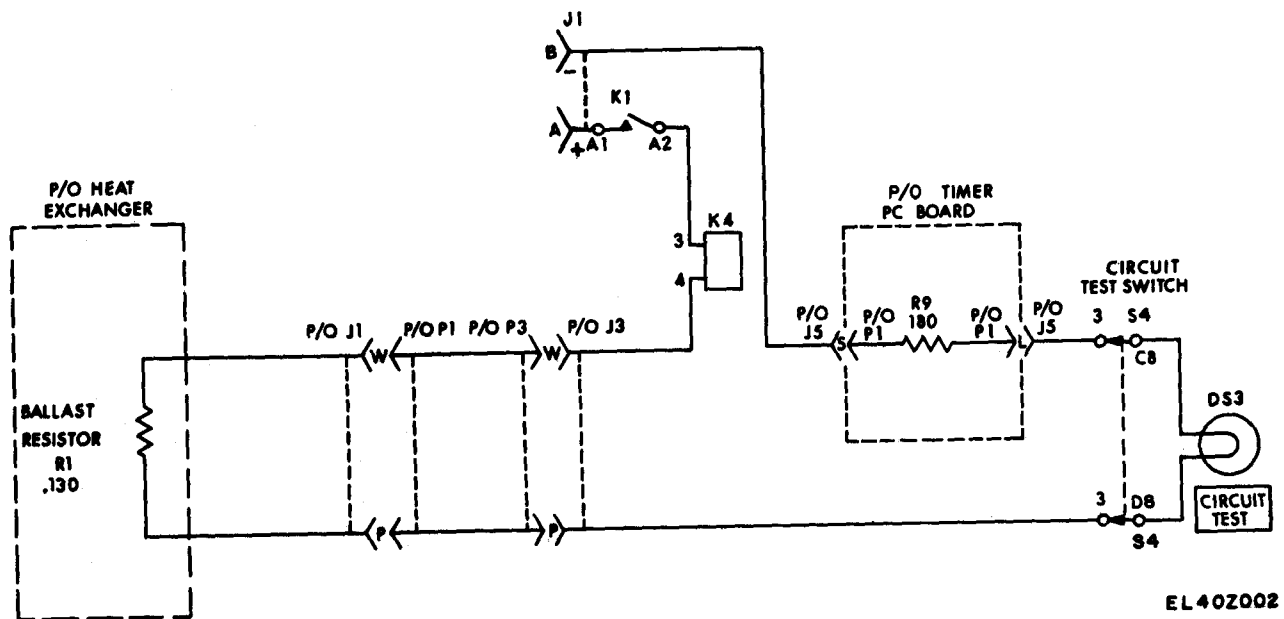 J1
B
-
K1
A
+
A1
A2
P/O HEAT
EXCHANGER
P/O TIMER
PC BOARD
K4
3
4
CIRCUIT
TEST SWITCH
P/O
J5
S
P/O
P1
R9
180
P/O
P1
L
P/O
J5
3
S4
C8
P/O J1
W
P/O P1
P/O P3
W
P/O J3
BALLAST
RESISTOR
R1
.130
DS3
P
P
3
D8
S4
CIRCUIT
TEST
EL40Z002